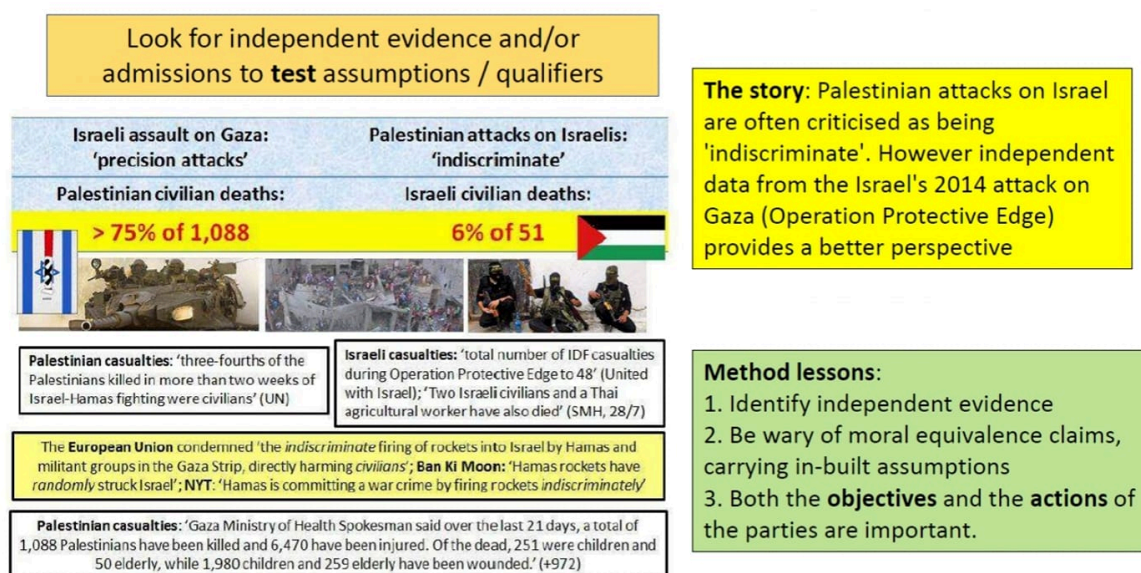 Look for independent evidence and/or
admissions to test assumptions / qualifiers
Israeli assault on Gaza:
'precision attacks'
Palestinian attacks on Israelis:
'indiscriminate'
Palestinian civilian deaths:
Israeli civilian deaths:
> 75% of 1,088
6% of 51
Palestinian casualties: 'three-fourths of the
Palestinians killed in more than two weeks of
Israel-Hamas fighting were civilians' (UN)
Israeli casualties: 'total number of IDF casualties
during Operation Protective Edge to 48' (United
with Israel); 'Two Israeli civilians and a Thai
agricultural worker have also died' (SMH, 28/7)
The European Union condemned 'the indiscriminate firing of rockets into Israel by Hamas and
militant groups in the Gaza Strip, directly harming civilians'; Ban Ki Moon: 'Hamas rockets have
randomly struck Israel'; NYT: 'Hamas is committing a war crime by firing rockets indiscriminately'
Palestinian casualties: 'Gaza Ministry of Health Spokesman said over the last 21 days, a total of
1,088 Palestinians have been killed and 6,470 have been injured. Of the dead, 251 were children and
50 elderly, while 1,980 children and 259 elderly have been wounded.' (+972)
The story: Palestinian attacks on Israel
are often criticised as being
'indiscriminate'. However independent
data from the Israel's 2014 attack on
Gaza (Operation Protective Edge)
provides a better perspective
Method lessons:
1. Identify independent evidence
2. Be wary of moral equivalence claims,
carrying in-built assumptions
3. Both the objectives and the actions of
the parties are important.